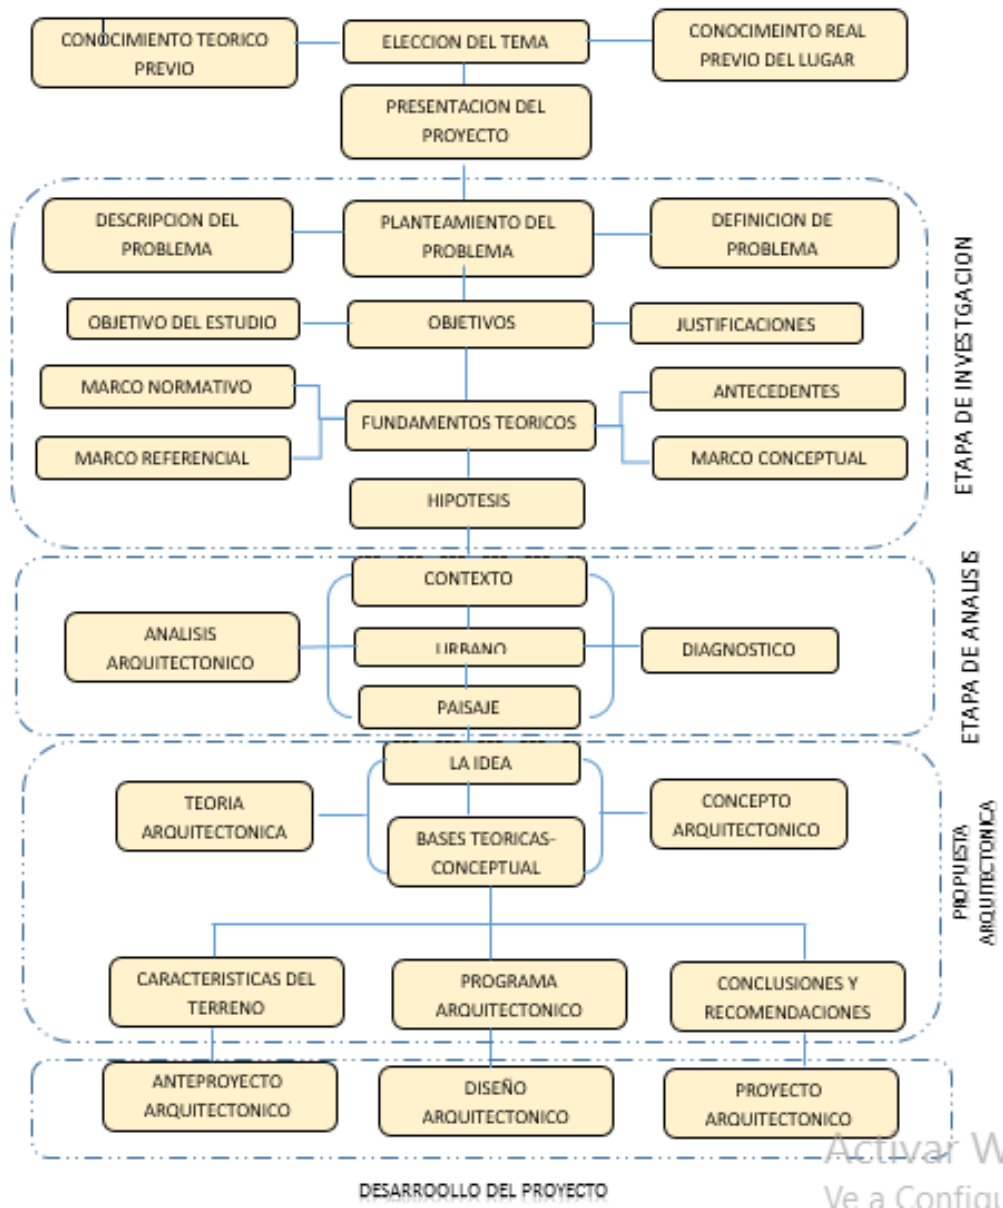 CONOCIMIENTO TEORICO
PREVIO
ELECCION DEL TEMA
CONOCIMEINTO REAL
PREVIO DEL LUGAR
PRESENTACION DEL
PROYECTO
DESCRIPCION DEL
PROBLEMA
PLANTEAMIENTO DEL
PROBLEMA
DEFINICION DE
PROBLEMA
OBJETIVO DEL ESTUDIO
OBJETIVOS
JUSTIFICACIONES
MARCO NORMATIVO
ANTECEDENTES
FUNDAMENTOS TEORICOS
MARCO REFERENCIAL
MARCO CONCEPTUAL
HIPOTESIS
ETAPA DE INVESTGACION
CONTEXTO
ANALISIS
ARQUITECTONICO
URBANO
DIAGNOSTICO
PAISAJE
ETAPA DE ANALISIS
LA IDEA
TEORIA
ARQUITECTONICA
CONCEPTO
ARQUITECTONICO
BASES TEORICAS-
CONCEPTUAL
PROPUESTA
ARQUITECTONICA
CARACTERISTICAS DEL
TERRENO
PROGRAMA
ARQUITECTONICO
CONCLUSIONES Y
RECOMENDACIONES
ANTEPROYECTO
ARQUITECTONICO
DISEÑO
ARQUITECTONICO
PROYECTO
ARQUITECTONICO
DESARROOLLO DEL PROYECTO
Activar W
Ve a Configu